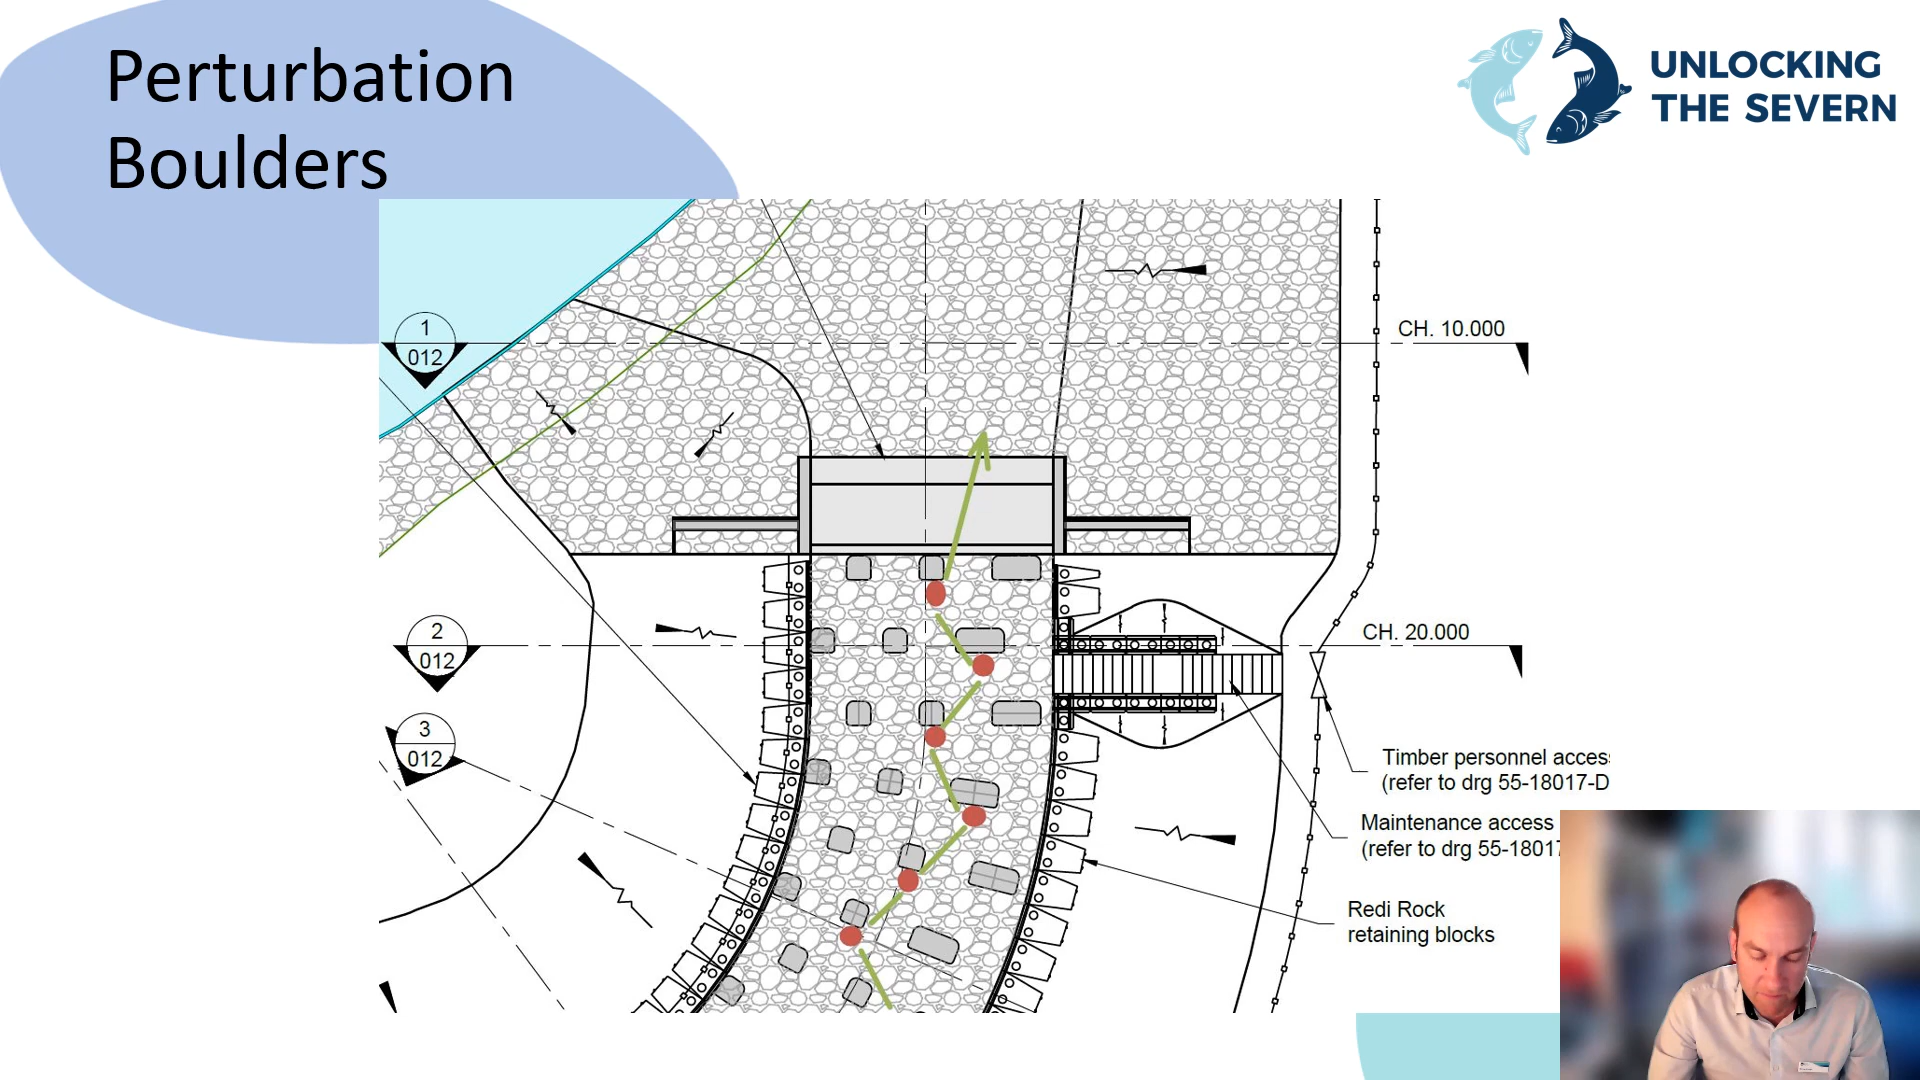 Perturbation
Boulders
UNLOCKING
THE SEVERN
1
012
CH. 10.000
2
012
CH. 20.000
3
012
Timber personnel acces
(refer to drg 55-18017-D
Maintenance access
(refer to drg 55-1801
Redi Rock
retaining blocks